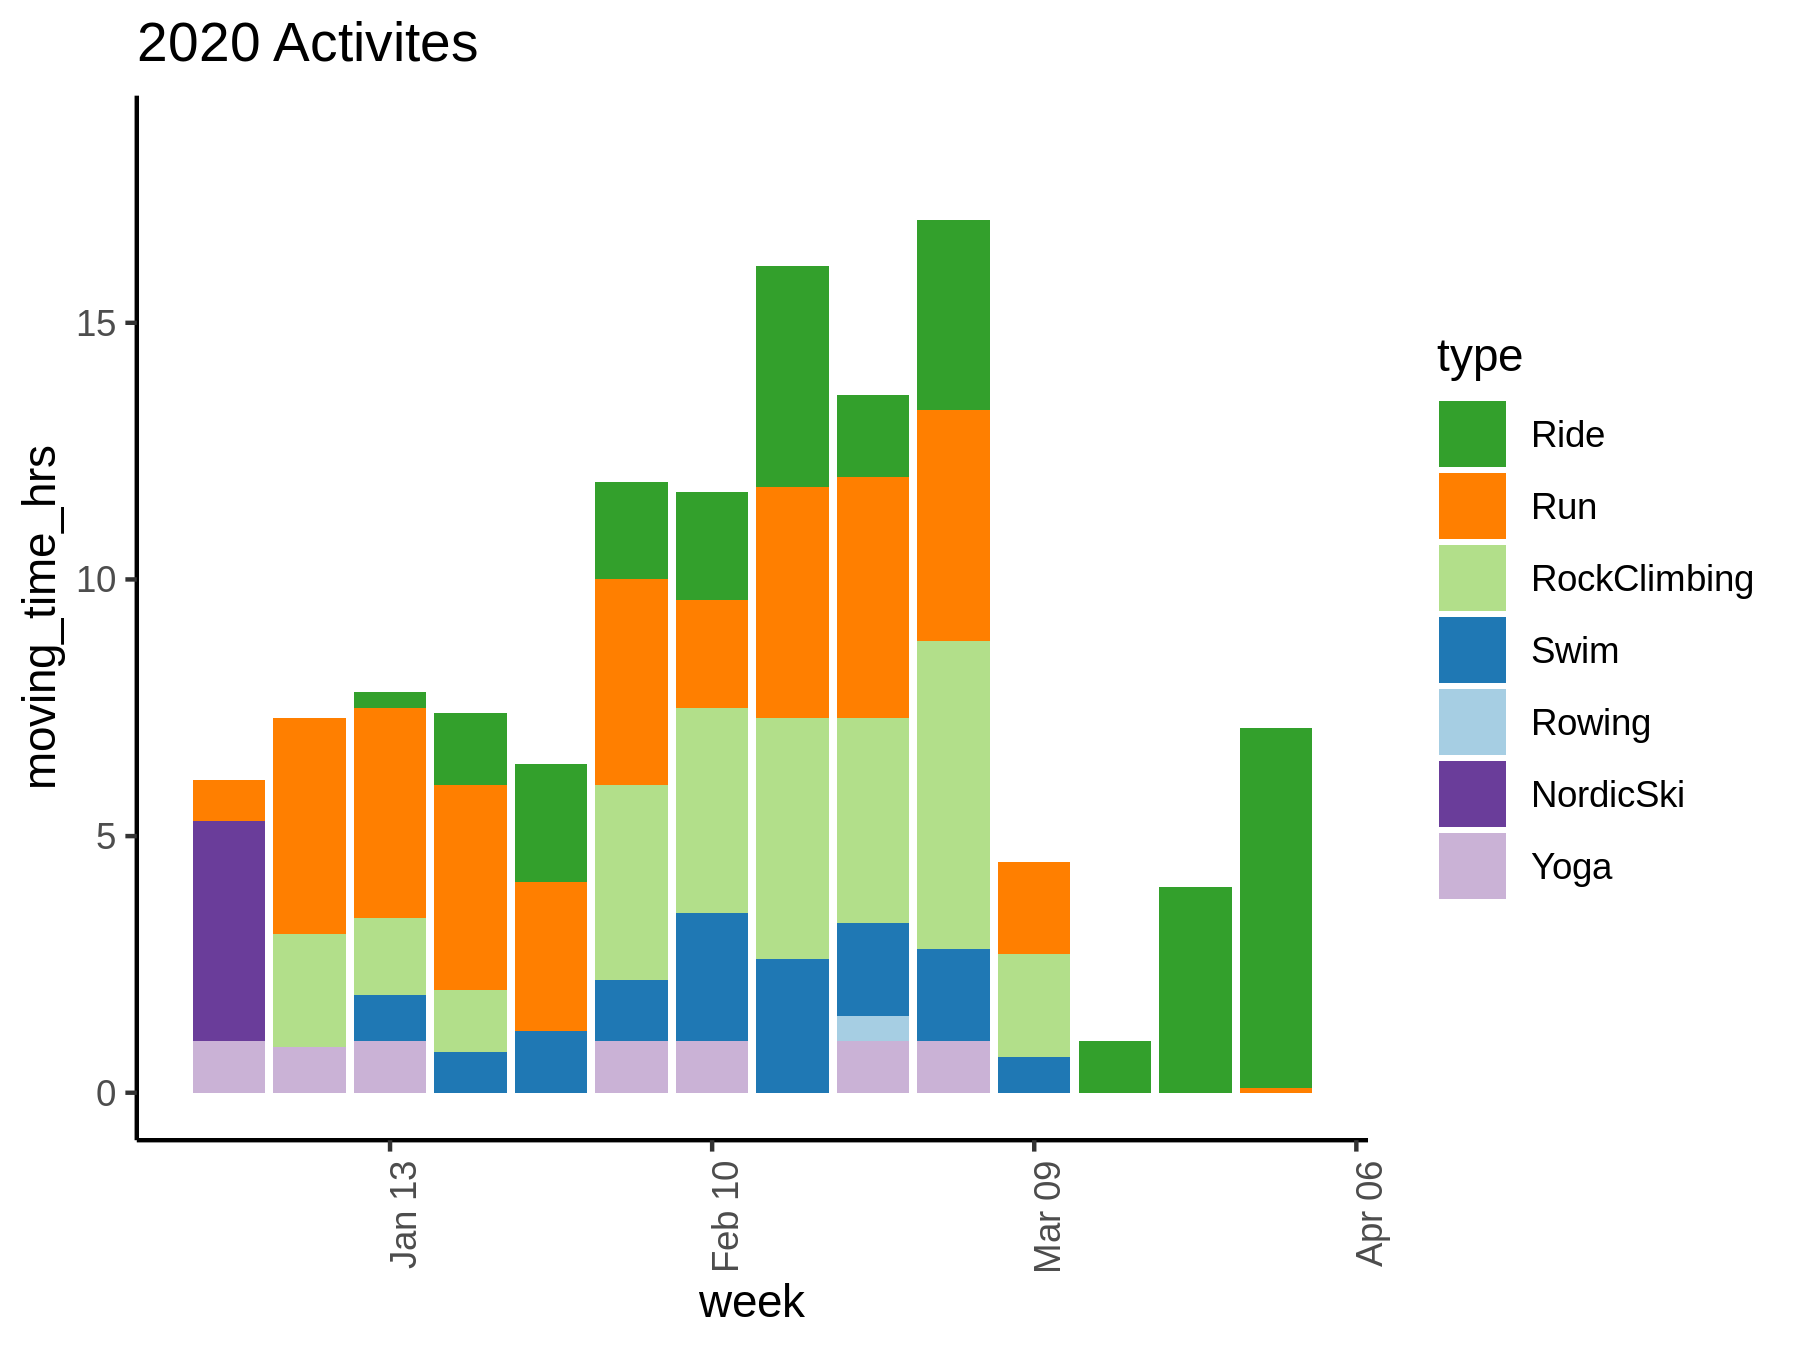 2020 Activites
moving_time_hrs
15
10
5
0
Jan 13
Feb 10
Mar 09
Apr 06
week
type
Ride
Run
RockClimbing
Swim
Rowing
NordicSki
Yoga